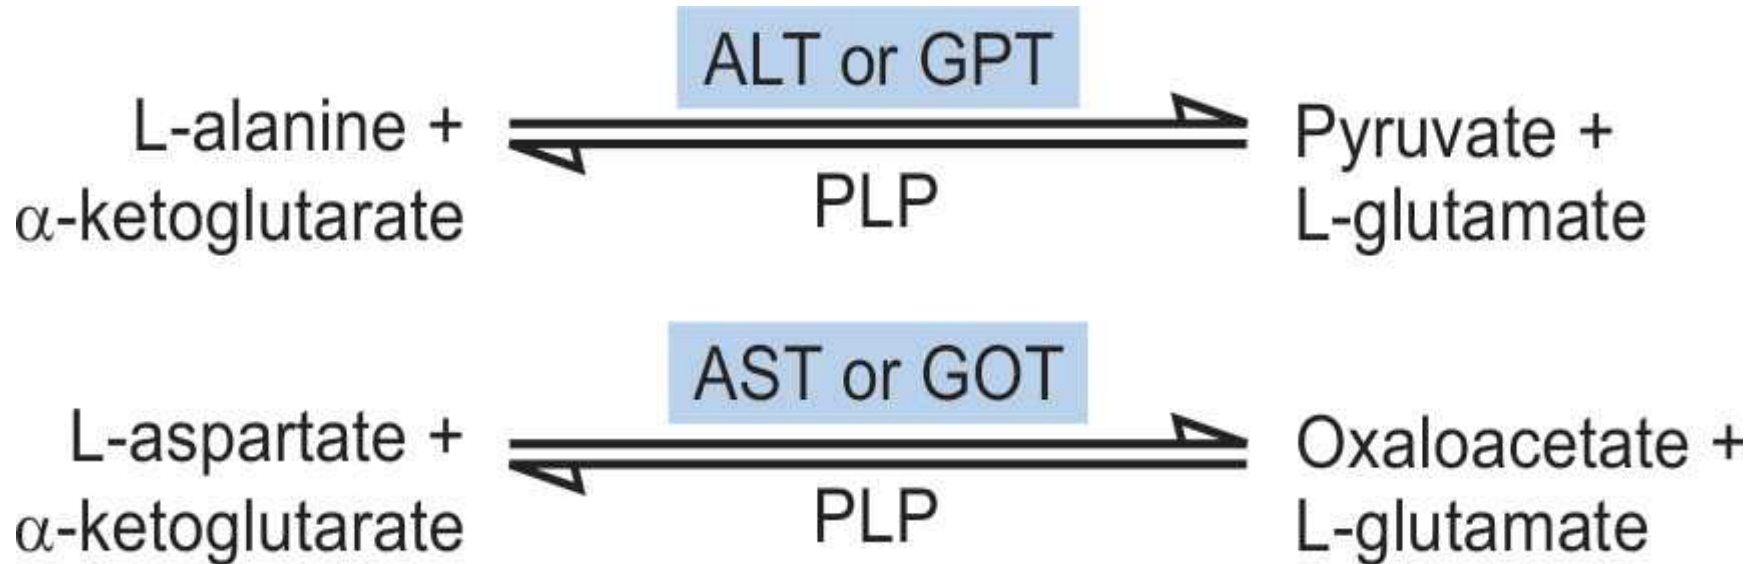 ALT or GPT
L-alanine +
α-ketoglutarate
PLP
Pyruvate +
L-glutamate
AST or GOT
L-aspartate +
α-ketoglutarate
PLP
Oxaloacetate +
L-glutamate